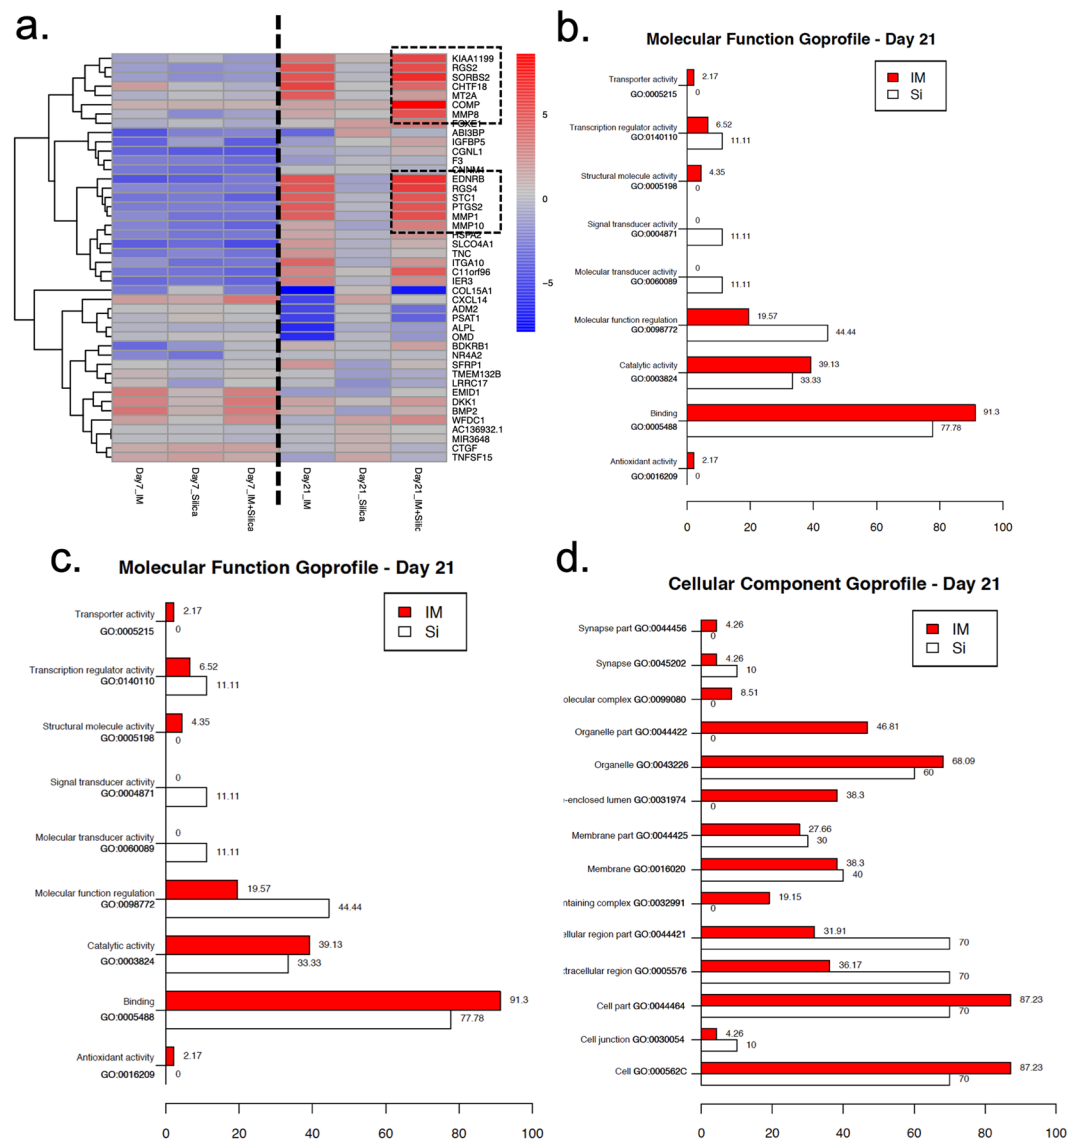 a.
KIAA1199
RGS2
SORBS2
CHTF18
MT2A
COMP
MMP8
FOXE1
ABI3BP
IGFBP5
CGNL1
F3
CNNM1
EDNRB
RGS4
STC1
PTGS2
MMP1
MMP10
HSPA2
SLCO4A1
TNC
ITGA10
C11orf96
IER3
COL15A1
CXCL14
ADM2
PSAT1
ALPL
OMD
BDKRB1
NR4A2
SFRP1
TMEM132B
LRRC17
EMID1
DKK1
BMP2
WFDC1
AC136932.1
MIR3648
CTGF
TNFSF15
5
0
−5
Day7_IM
Day7_Silica
Day7_IM+Silica
Day21_IM
Day21_Silica
Day21_IM+Silic
b.
Molecular Function Goprofile - Day 21
IM
Si
Transporter activity 2.17
GO:0005215 0
Transcription regulator activity 6.52
GO:0140110 11.11
Structural molecule activity 4.35
GO:0005198 0
Signal transducer activity 0
GO:0004871 11.11
Molecular transducer activity 0
GO:0060089 11.11
Molecular function regulation 19.57
GO:0098772 44.44
Catalytic activity 39.13
GO:0003824 33.33
Binding 91.3
GO:0005488 77.78
Antioxidant activity 2.17
GO:0016209 0
0 20 40 60 80 100
c.
Molecular Function Goprofile - Day 21
IM
Si
Transporter activity 2.17
GO:0005215 0
Transcription regulator activity 6.52
GO:0140110 11.11
Structural molecule activity 4.35
GO:0005198 0
Signal transducer activity 0
GO:0004871 11.11
Molecular transducer activity 0
GO:0060089 11.11
Molecular function regulation 19.57
GO:0098772 44.44
Catalytic activity 39.13
GO:0003824 33.33
Binding 91.3
GO:0005488 77.78
Antioxidant activity 2.17
GO:0016209 0
0 20 40 60 80 100
d.
Cellular Component Goprofile - Day 21
IM
Si
Synapse part GO:0044456 4.26
0
Synapse GO:0045202 4.26
10
olecular complex GO:0099080 8.51
0
Organelle part GO:0044422 46.81
0
Organelle GO:0043226 68.09
60
-enclosed lumen GO:0031974 38.3
0
Membrane part GO:0044425 27.66
30
Membrane GO:0016020 38.3
40
ntaining complex GO:0032991 19.15
0
ellular region part GO:0044421 31.91
70
tracellular region GO:0005576 36.17
70
Cell part GO:0044464 87.23
70
Cell junction GO:0030054 4.26
10
Cell GO:000562C 87.23
70
0 20 40 60 80 100